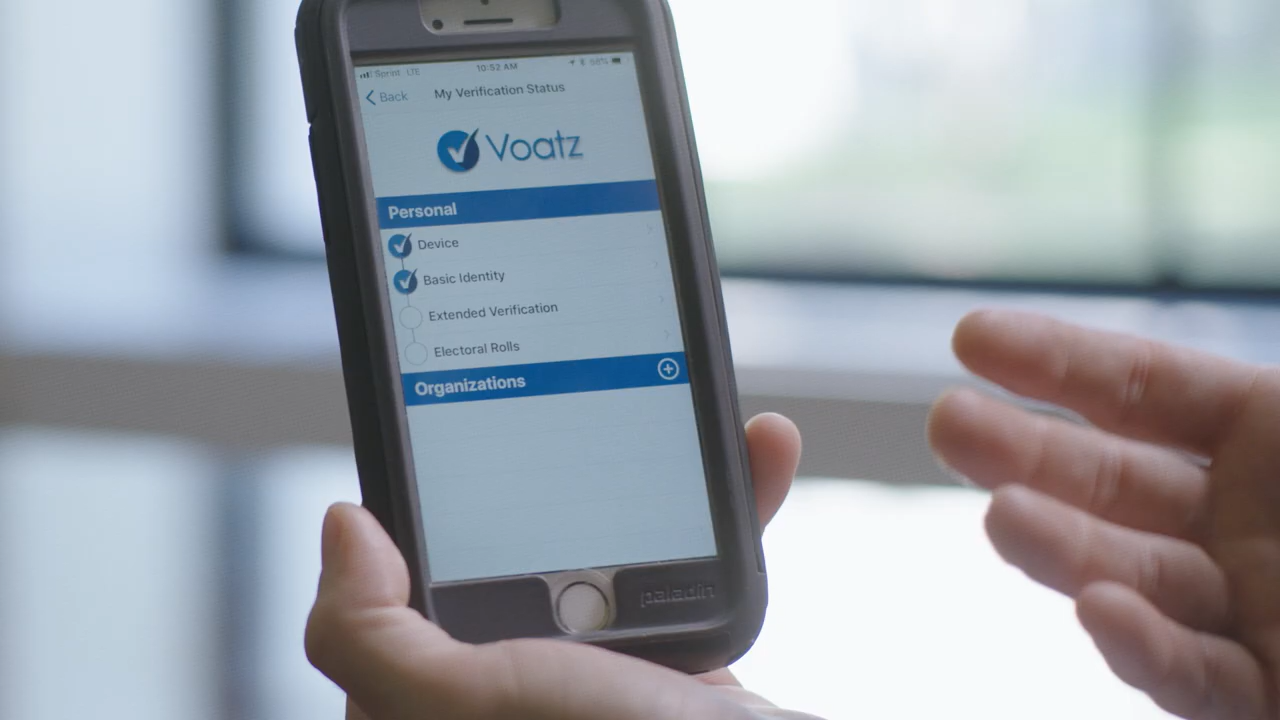 Sprint LTE 10:52 AM 58%
Back My Verification Status
Voatz
Personal
Device
Basic Identity
Extended Verification
Electoral Rolls
Organizations
paladin